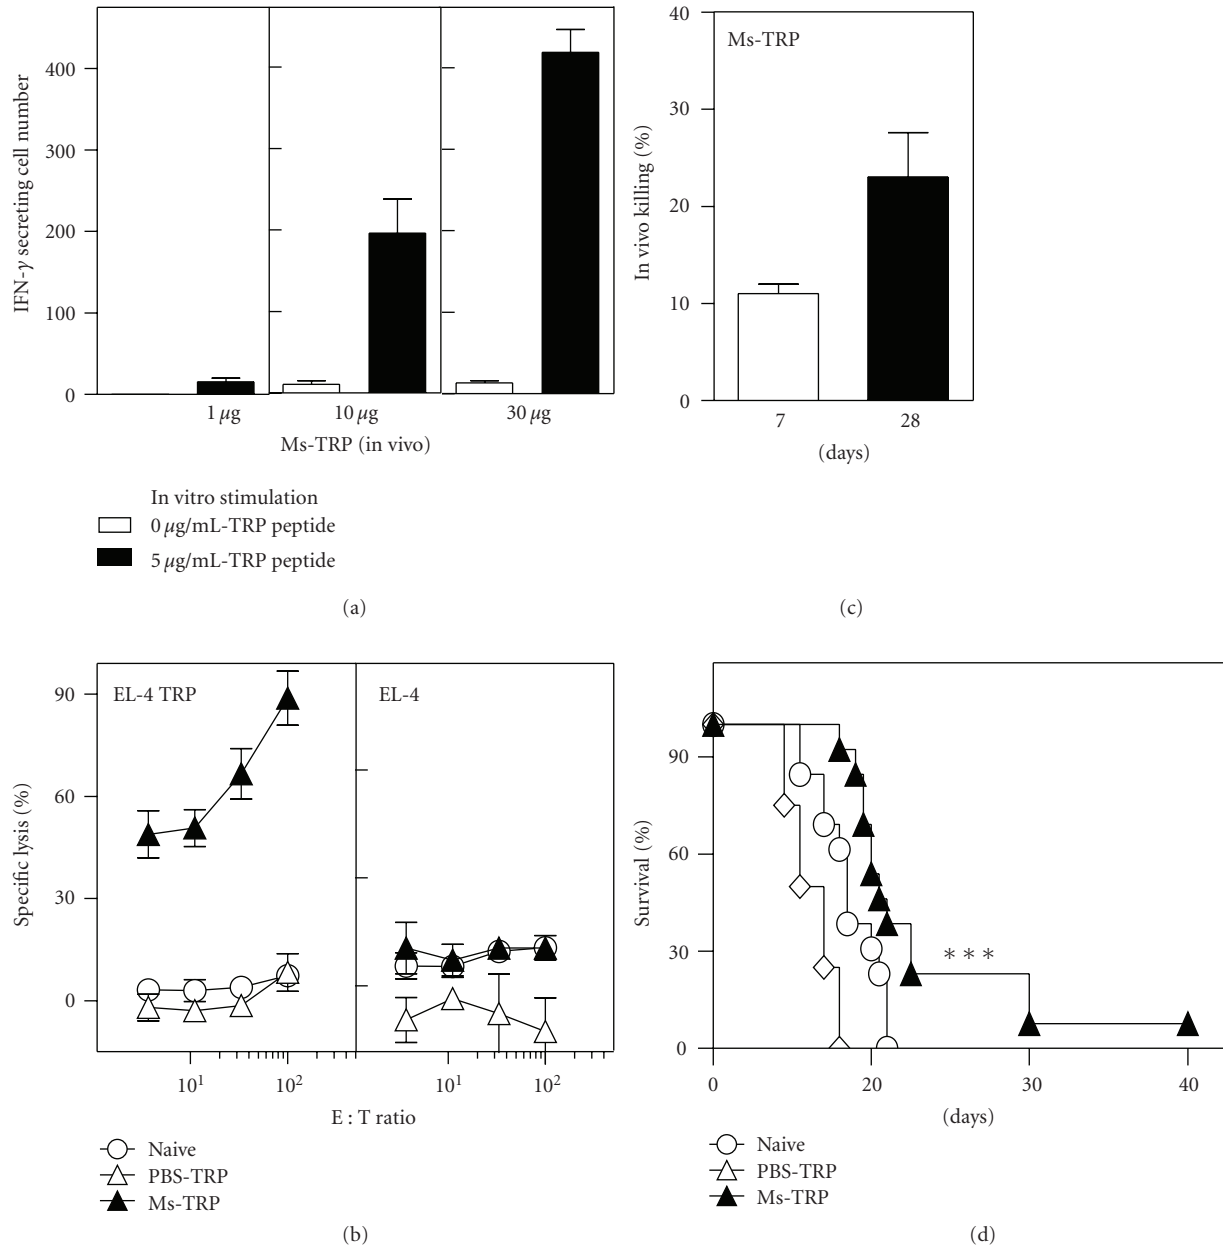 400
300
200
100
0
IFN-γ secreting cell number
1 μg
10 μg
30 μg
Ms-TRP (in vivo)
In vitro stimulation
0 μg/mL-TRP peptide
5 μg/mL-TRP peptide
(a)
Ms-TRP
40
30
20
10
0
In vivo killing (%)
7
28
(days)
(c)
EL-4 TRP
EL-4
90
60
30
0
Specific lysis (%)
10¹
10²
10¹
10²
E : T ratio
Naive
PBS-TRP
Ms-TRP
(b)
90
60
30
0
Survival (%)
∗∗∗
0
20
30
40
(days)
Naive
PBS-TRP
Ms-TRP
(d)